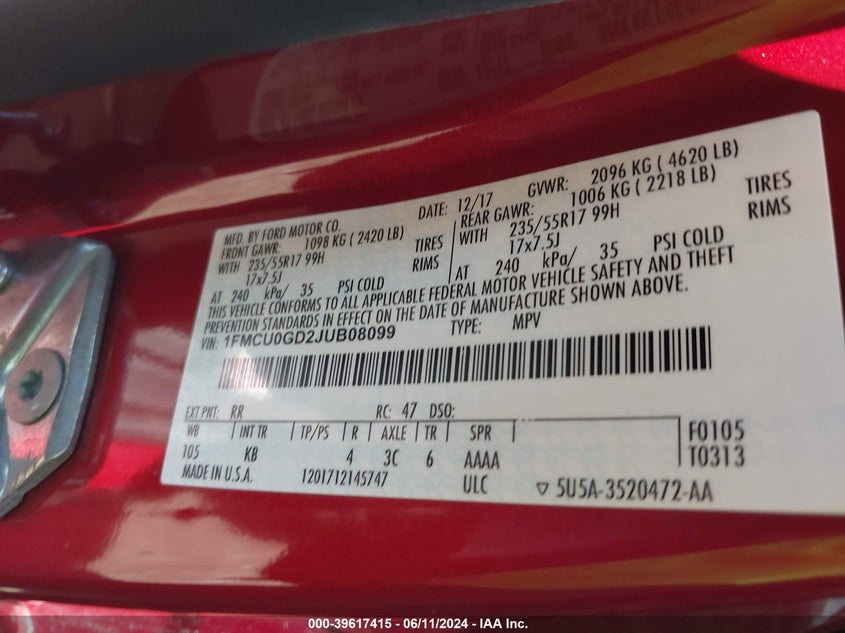 MFD. BY FORD MOTOR CO. DATE: 12/17 GVWR: 2096 KG ( 4620 LB)
FRONT GAWR: 1098 KG ( 2420 LB) REAR GAWR: 1006 KG ( 2218 LB)
WITH 235/55R17 99H TIRES WITH 235/55R17 99H TIRES
17x7.5J RIMS 17x7.5J RIMS
AT 240 kPa/ 35 PSI COLD AT 240 kPa/ 35 PSI COLD
THIS VEHICLE CONFORMS TO ALL APPLICABLE FEDERAL MOTOR VEHICLE SAFETY AND THEFT
PREVENTION STANDARDS IN EFFECT ON THE DATE OF MANUFACTURE SHOWN ABOVE.
VIN: 1FMCU0GD2JUB08099 TYPE: MPV
EXT PNT: RR RC: 47 DSO:
WB INT TR TP/PS R AXLE TR SPR F0105
105 KB 4 3C 6 AAAA T0313
MADE IN U.S.A. 1201712145747 ULC ▽ 5U5A-3520472-AA
000-39617415 - 06/11/2024 - IAA Inc.